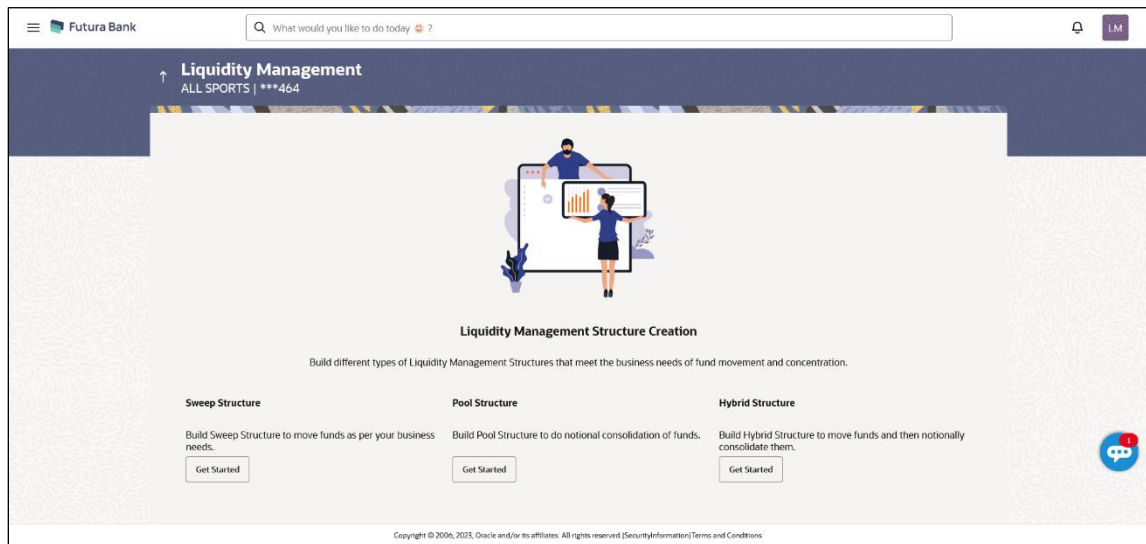 Futura Bank
What would you like to do today 😊 ?
LM
Liquidity Management
ALL SPORTS | ***464
Liquidity Management Structure Creation
Build different types of Liquidity Management Structures that meet the business needs of fund movement and concentration.
Sweep Structure
Build Sweep Structure to move funds as per your business
needs.
Get Started
Pool Structure
Build Pool Structure to do notional consolidation of funds.
Get Started
Hybrid Structure
Build Hybrid Structure to move funds and then notionally
consolidate them.
Get Started
1
Copyright © 2006, 2023, Oracle and/or its affiliates. All rights reserved.|SecurityInformation|Terms and Conditions